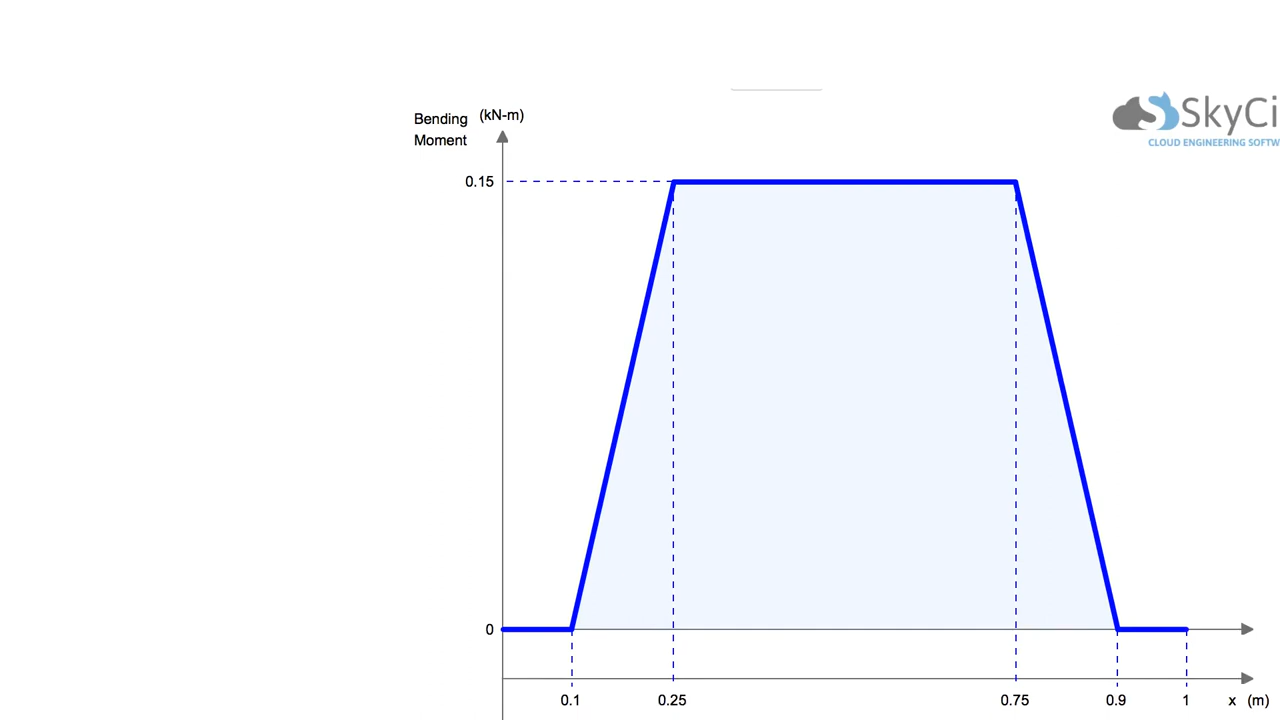 Bending
Moment
(kN-m)
SkyCi
CLOUD ENGINEERING SOFTW
0.15
0
0.1
0.25
0.75
0.9
1
x (m)